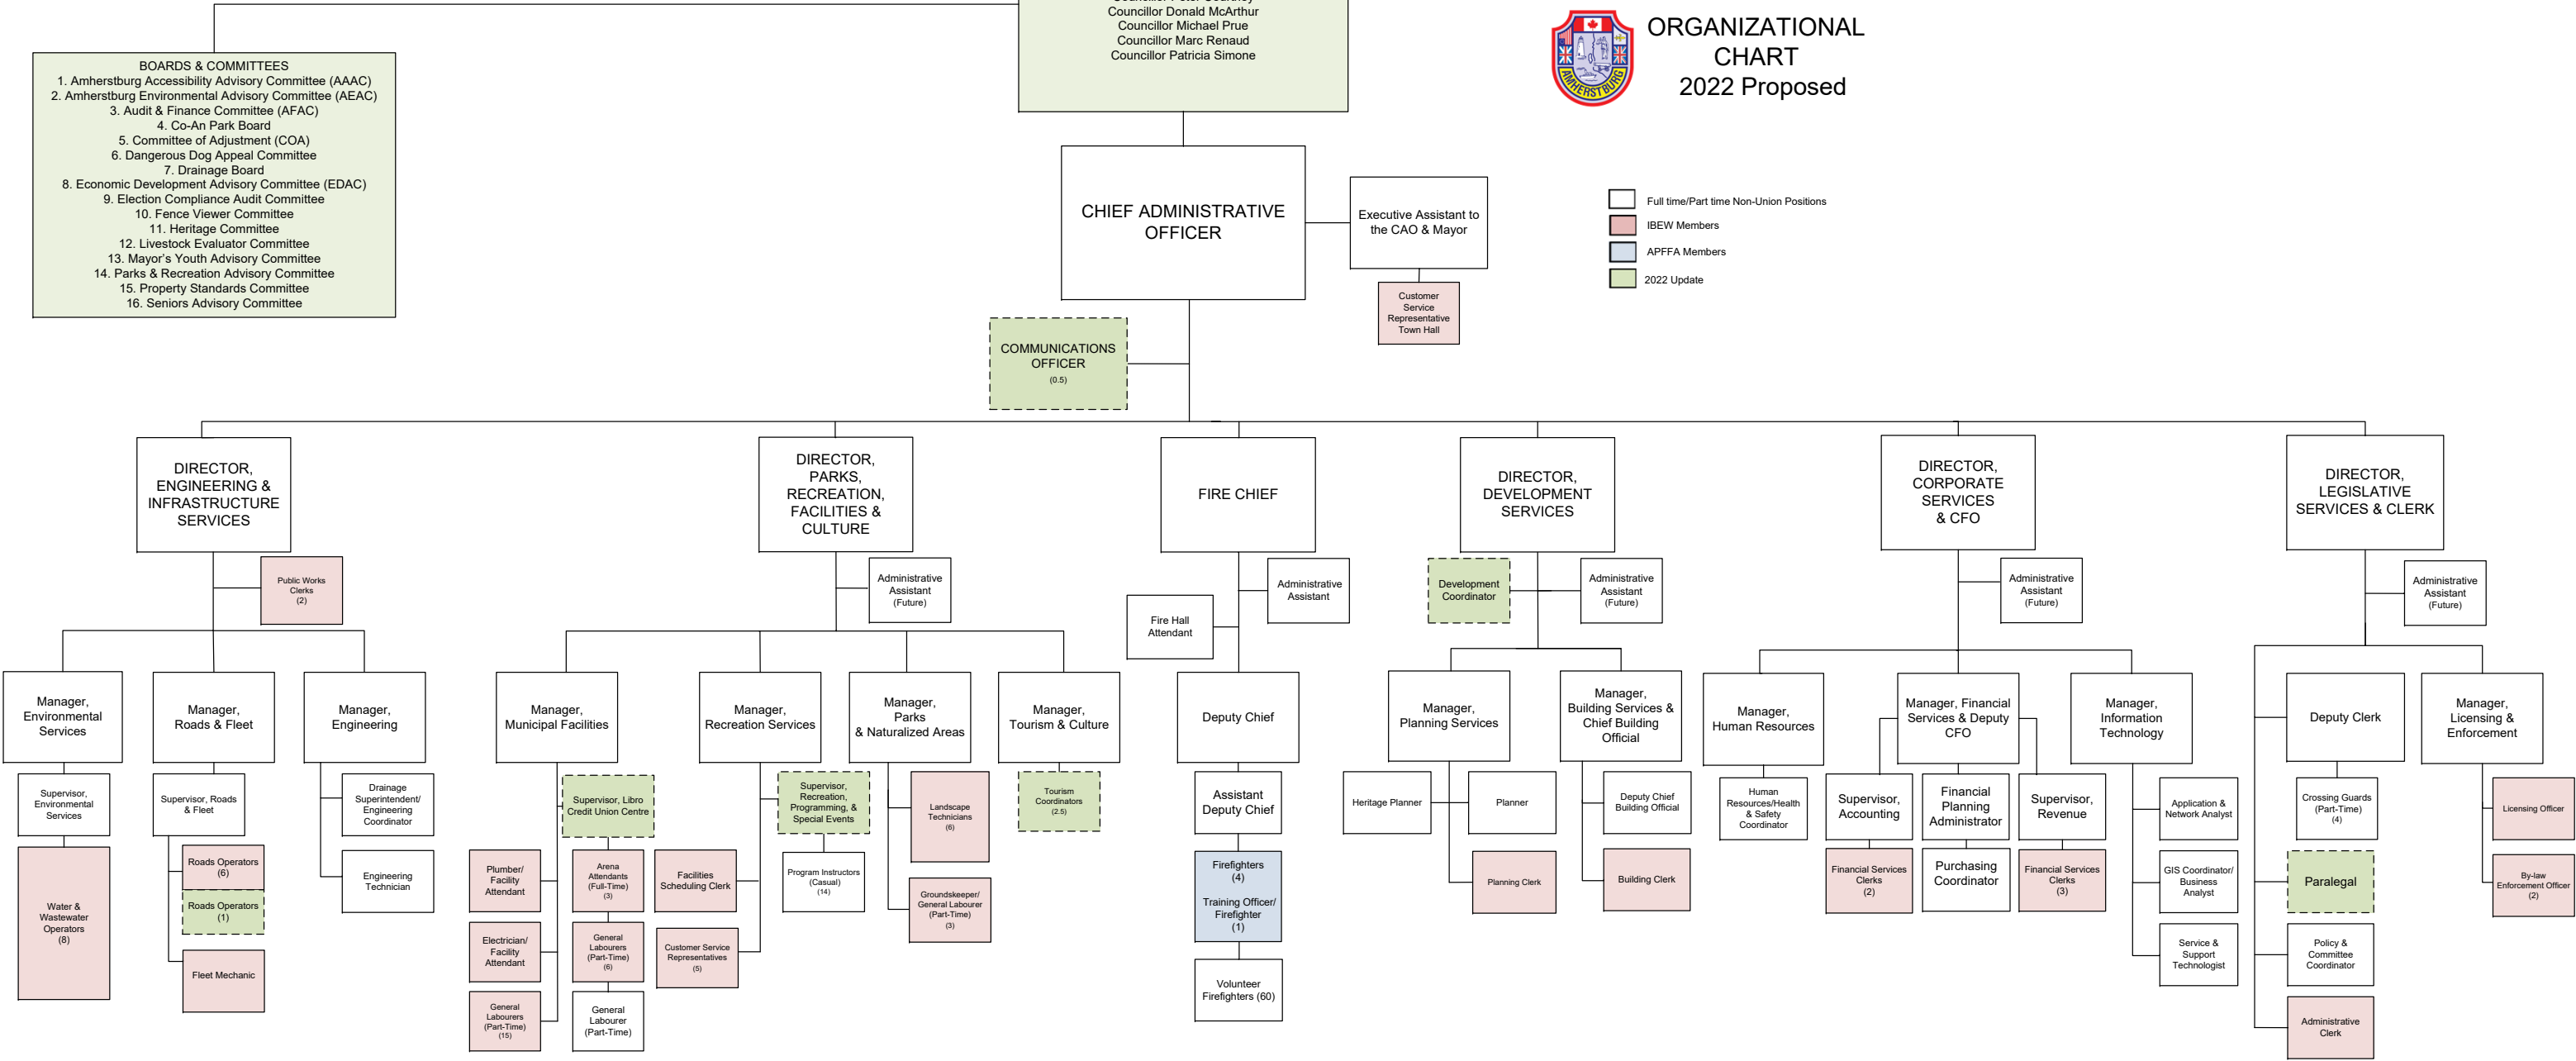 Councillor Donald McArthur
Councillor Michael Prue
Councillor Marc Renaud
Councillor Patricia Simone
AMHERSTBURG
ORGANIZATIONAL
CHART
2022 Proposed
BOARDS & COMMITTEES
1. Amherstburg Accessibility Advisory Committee (AAAC)
2. Amherstburg Environmental Advisory Committee (AEAC)
3. Audit & Finance Committee (AFAC)
4. Co-An Park Board
5. Committee of Adjustment (COA)
6. Dangerous Dog Appeal Committee
7. Drainage Board
8. Economic Development Advisory Committee (EDAC)
9. Election Compliance Audit Committee
10. Fence Viewer Committee
11. Heritage Committee
12. Livestock Evaluator Committee
13. Mayor's Youth Advisory Committee
14. Parks & Recreation Advisory Committee
15. Property Standards Committee
16. Seniors Advisory Committee
CHIEF ADMINISTRATIVE
OFFICER
Executive Assistant to
the CAO & Mayor
Customer
Service
Representative
Town Hall
Full time/Part time Non-Union Positions
IBEW Members
APFFA Members
2022 Update
COMMUNICATIONS
OFFICER
(0.5)
DIRECTOR,
ENGINEERING &
INFRASTRUCTURE
SERVICES
Public Works
Clerks
(2)
Manager,
Environmental
Services
Supervisor,
Environmental
Services
Water &
Wastewater
Operators
(8)
Manager,
Roads & Fleet
Supervisor, Roads
& Fleet
Roads Operators
(6)
Roads Operators
(1)
Fleet Mechanic
Manager,
Engineering
Drainage
Superintendent/
Engineering
Coordinator
Engineering
Technician
DIRECTOR,
PARKS,
RECREATION,
FACILITIES &
CULTURE
Administrative
Assistant
(Future)
Manager,
Municipal Facilities
Supervisor, Libro
Credit Union Centre
Plumber/
Facility
Attendant
Electrician/
Facility
Attendant
General
Labourers
(Part-Time)
(15)
Arena
Attendants
(Full-Time)
(3)
General
Labourers
(Part-Time)
(6)
General
Labourer
(Part-Time)
Manager,
Recreation Services
Supervisor,
Recreation,
Programming, &
Special Events
Facilities
Scheduling Clerk
Customer Service
Representatives
(5)
Program Instructors
(Casual)
(14)
Manager,
Parks
& Naturalized Areas
Landscape
Technicians
(6)
Groundskeeper/
General Labourer
(Part-Time)
(3)
Manager,
Tourism & Culture
Tourism
Coordinators
(2.5)
FIRE CHIEF
Administrative
Assistant
Fire Hall
Attendant
Deputy Chief
Assistant
Deputy Chief
Firefighters
(4)
Training Officer/
Firefighter
(1)
Volunteer
Firefighters (60)
DIRECTOR,
DEVELOPMENT
SERVICES
Development
Coordinator
Administrative
Assistant
(Future)
Manager,
Planning Services
Heritage Planner
Planner
Planning Clerk
Manager,
Building Services &
Chief Building
Official
Deputy Chief
Building Official
Building Clerk
DIRECTOR,
CORPORATE
SERVICES
& CFO
Administrative
Assistant
(Future)
Manager,
Human Resources
Human
Resources/Health
& Safety
Coordinator
Manager, Financial
Services & Deputy
CFO
Supervisor,
Accounting
Financial Services
Clerks
(2)
Financial
Planning
Administrator
Purchasing
Coordinator
Supervisor,
Revenue
Financial Services
Clerks
(3)
Manager,
Information
Technology
Application &
Network Analyst
GIS Coordinator/
Business
Analyst
Service &
Support
Technologist
DIRECTOR,
LEGISLATIVE
SERVICES & CLERK
Administrative
Assistant
(Future)
Deputy Clerk
Crossing Guards
(Part-Time)
(4)
Paralegal
Policy &
Committee
Coordinator
Administrative
Clerk
Manager,
Licensing &
Enforcement
Licensing Officer
By-law
Enforcement Officer
(2)